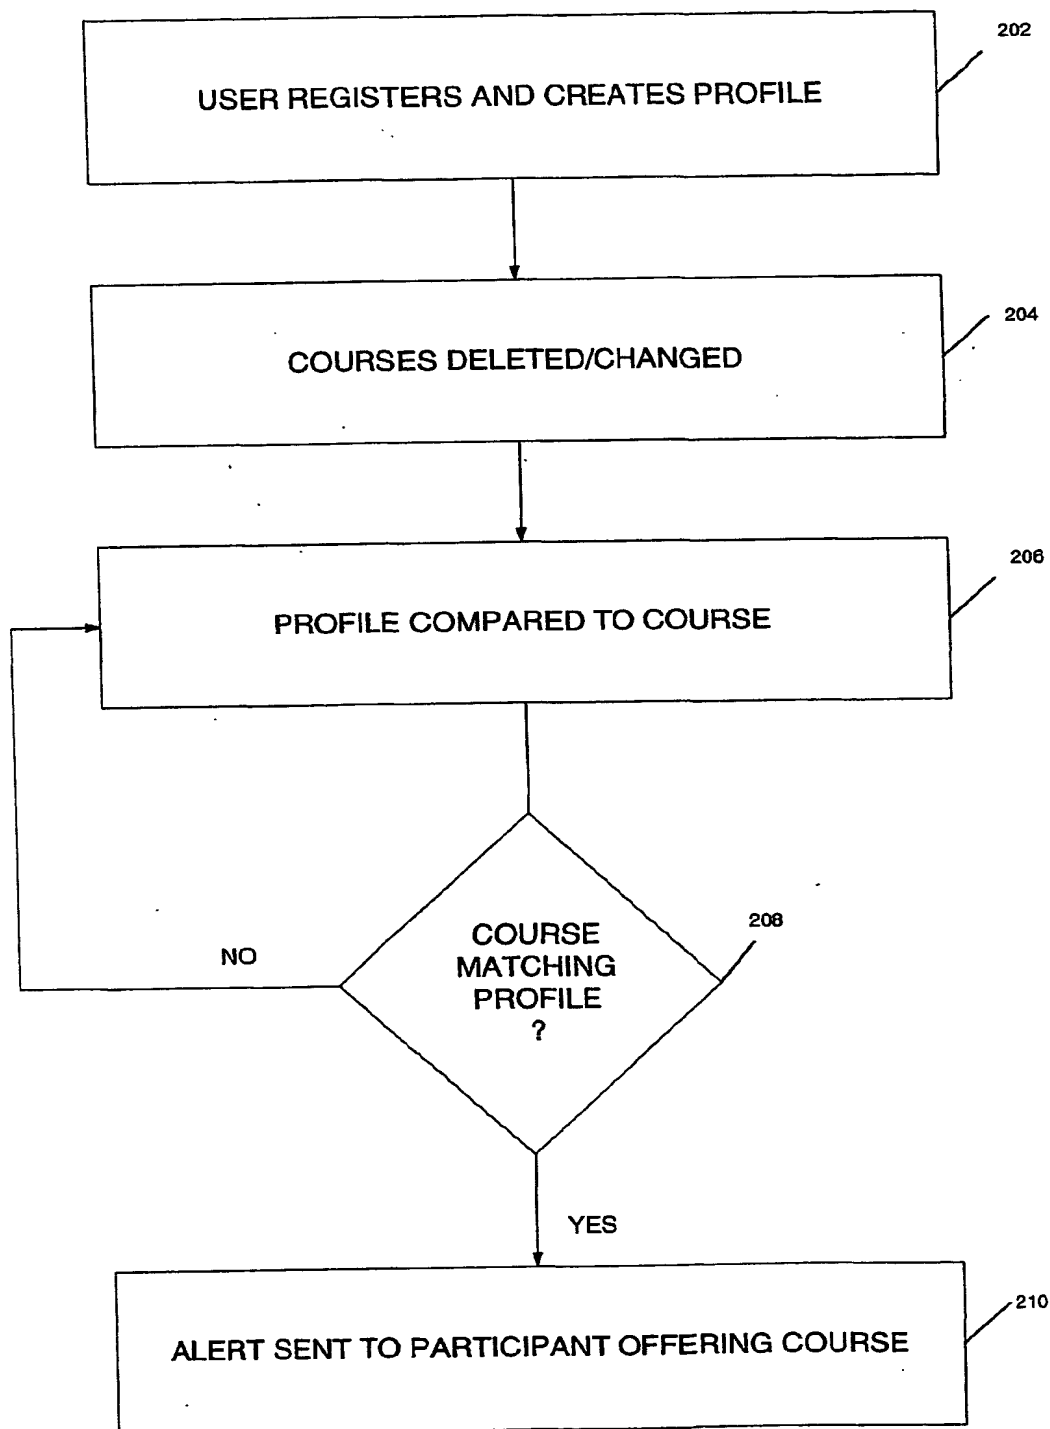 202
USER REGISTERS AND CREATES PROFILE
204
COURSES DELETED/CHANGED
206
PROFILE COMPARED TO COURSE
208
COURSE
MATCHING
PROFILE
?
NO
YES
210
ALERT SENT TO PARTICIPANT OFFERING COURSE